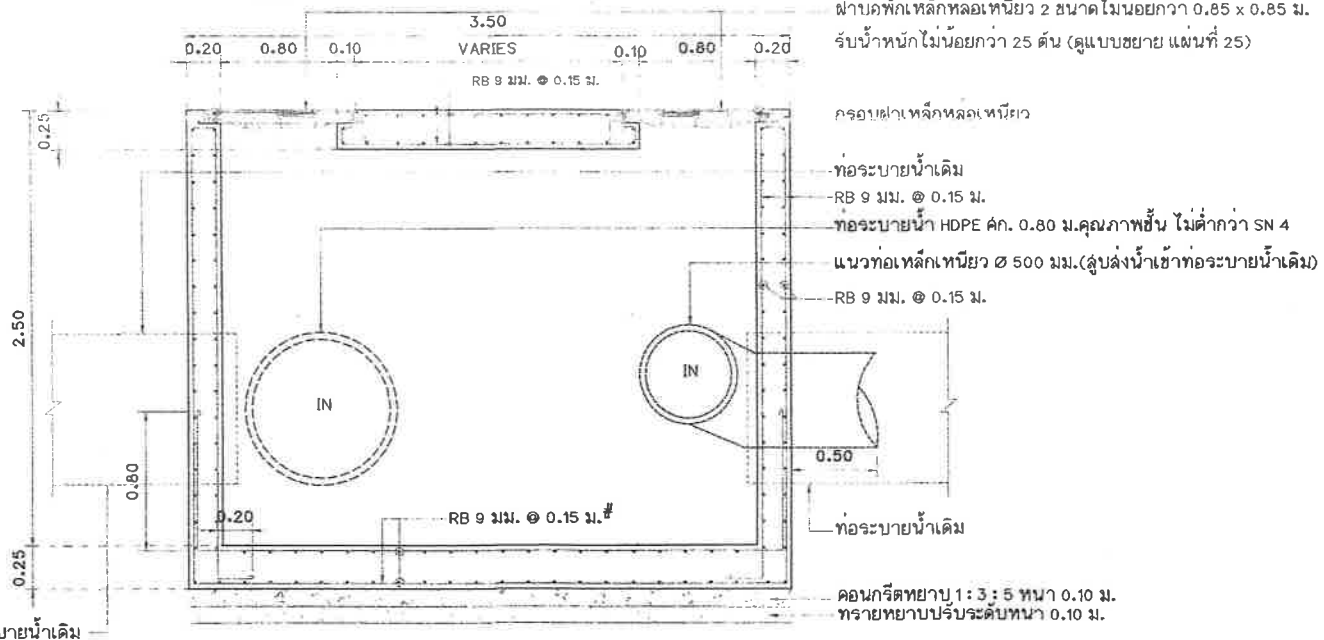 ฝาบ่อพักเหล็กหล่อเหนียว 2 ขนาดไม่น้อยกว่า 0.85 x 0.85 ม.
3.50
รับน้ำหนักไม่น้อยกว่า 25 ตัน (ดูแบบขยาย แผ่นที่ 25)
0.20 0.80 0.10 VARIES 0.10 0.80 0.20
RB 9 มม. @ 0.15 ม.
กรอบฝาเหล็กหล่อเหนียว
0.25
ท่อระบายน้ำเดิม
RB 9 มม. @ 0.15 ม.
ท่อระบายน้ำ HDPE ศก. 0.80 ม.คุณภาพชั้น ไม่ต่ำกว่า SN 4
แนวท่อเหล็กเหนียว Ø 500 มม.(สูบส่งน้ำเข้าท่อระบายน้ำเดิม)
RB 9 มม. @ 0.15 ม.
2.50
IN
IN
0.50
0.80
0.20
RB 9 มม. @ 0.15 ม.#
ท่อระบายน้ำเดิม
0.25
คอนกรีตหยาบ 1 : 3 : 5 หนา 0.10 ม.
ทรายหยาบปรับระดับหนา 0.10 ม.
บายน้ำเดิม